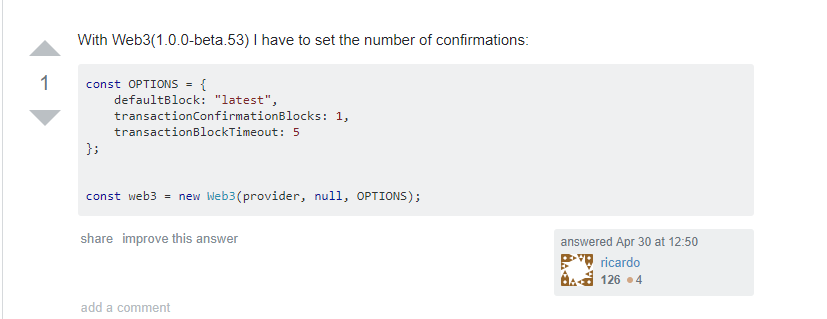 With Web3(1.0.0-beta.53) I have to set the number of confirmations:
1
const OPTIONS = {
    defaultBlock: "latest",
    transactionConfirmationBlocks: 1,
    transactionBlockTimeout: 5
};
const web3 = new Web3(provider, null, OPTIONS);
share improve this answer
answered Apr 30 at 12:50
ricardo
126 4
add a comment